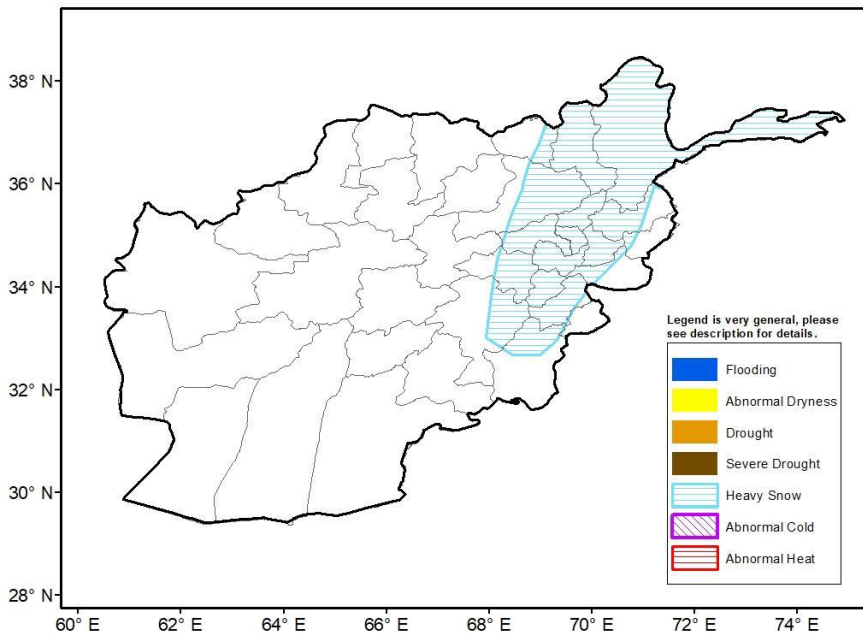 38° N
36° N
34° N
32° N
30° N
28° N
Legend is very general, please
see description for details.
Flooding
Abnormal Dryness
Drought
Severe Drought
Heavy Snow
Abnormal Cold
Abnormal Heat
60° E 62° E 64° E 66° E 68° E 70° E 72° E 74° E